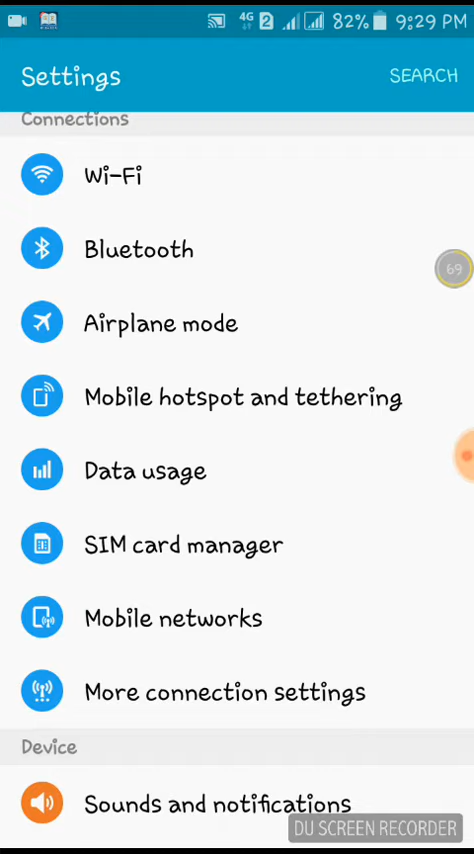 4G 2 82% 9:29 PM
Settings SEARCH
Connections
Wi-Fi
Bluetooth
69
Airplane mode
Mobile hotspot and tethering
Data usage
SIM card manager
Mobile networks
More connection settings
Device
Sounds and notifications
DU SCREEN RECORDER